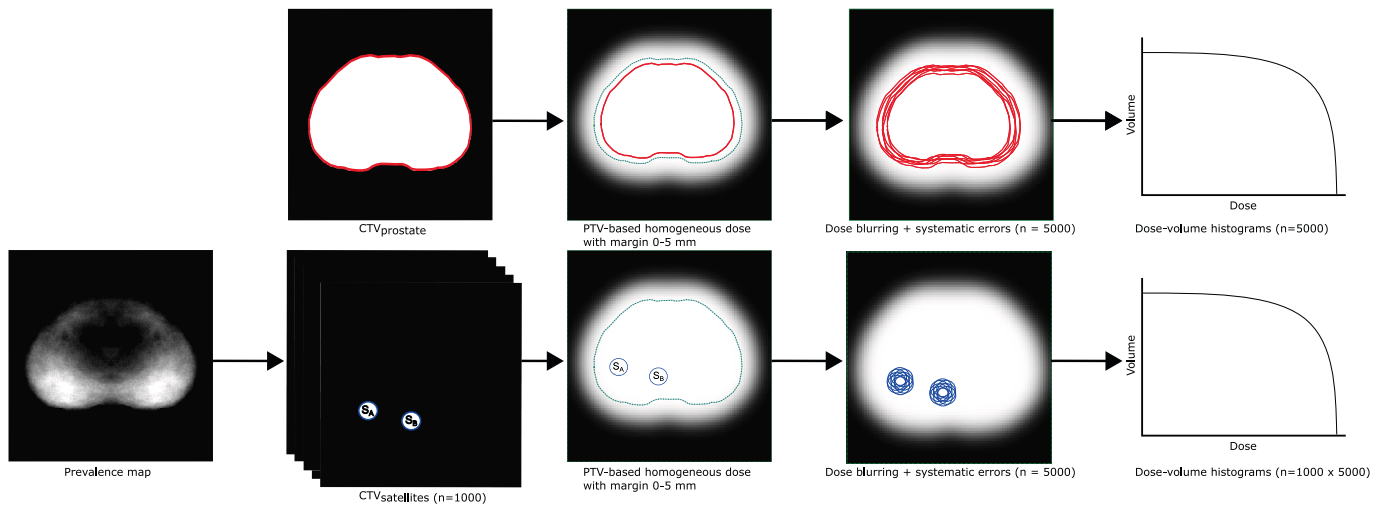 Volume
Dose
CTVprostate
PTV-based homogeneous dose
with margin 0-5 mm
Dose blurring + systematic errors (n = 5000)
Dose-volume histograms (n=5000)
SA
SB
SA
SB
Volume
Dose
Prevalence map
CTVsatellites (n=1000)
PTV-based homogeneous dose
with margin 0-5 mm
Dose blurring + systematic errors (n = 5000)
Dose-volume histograms (n=1000 x 5000)